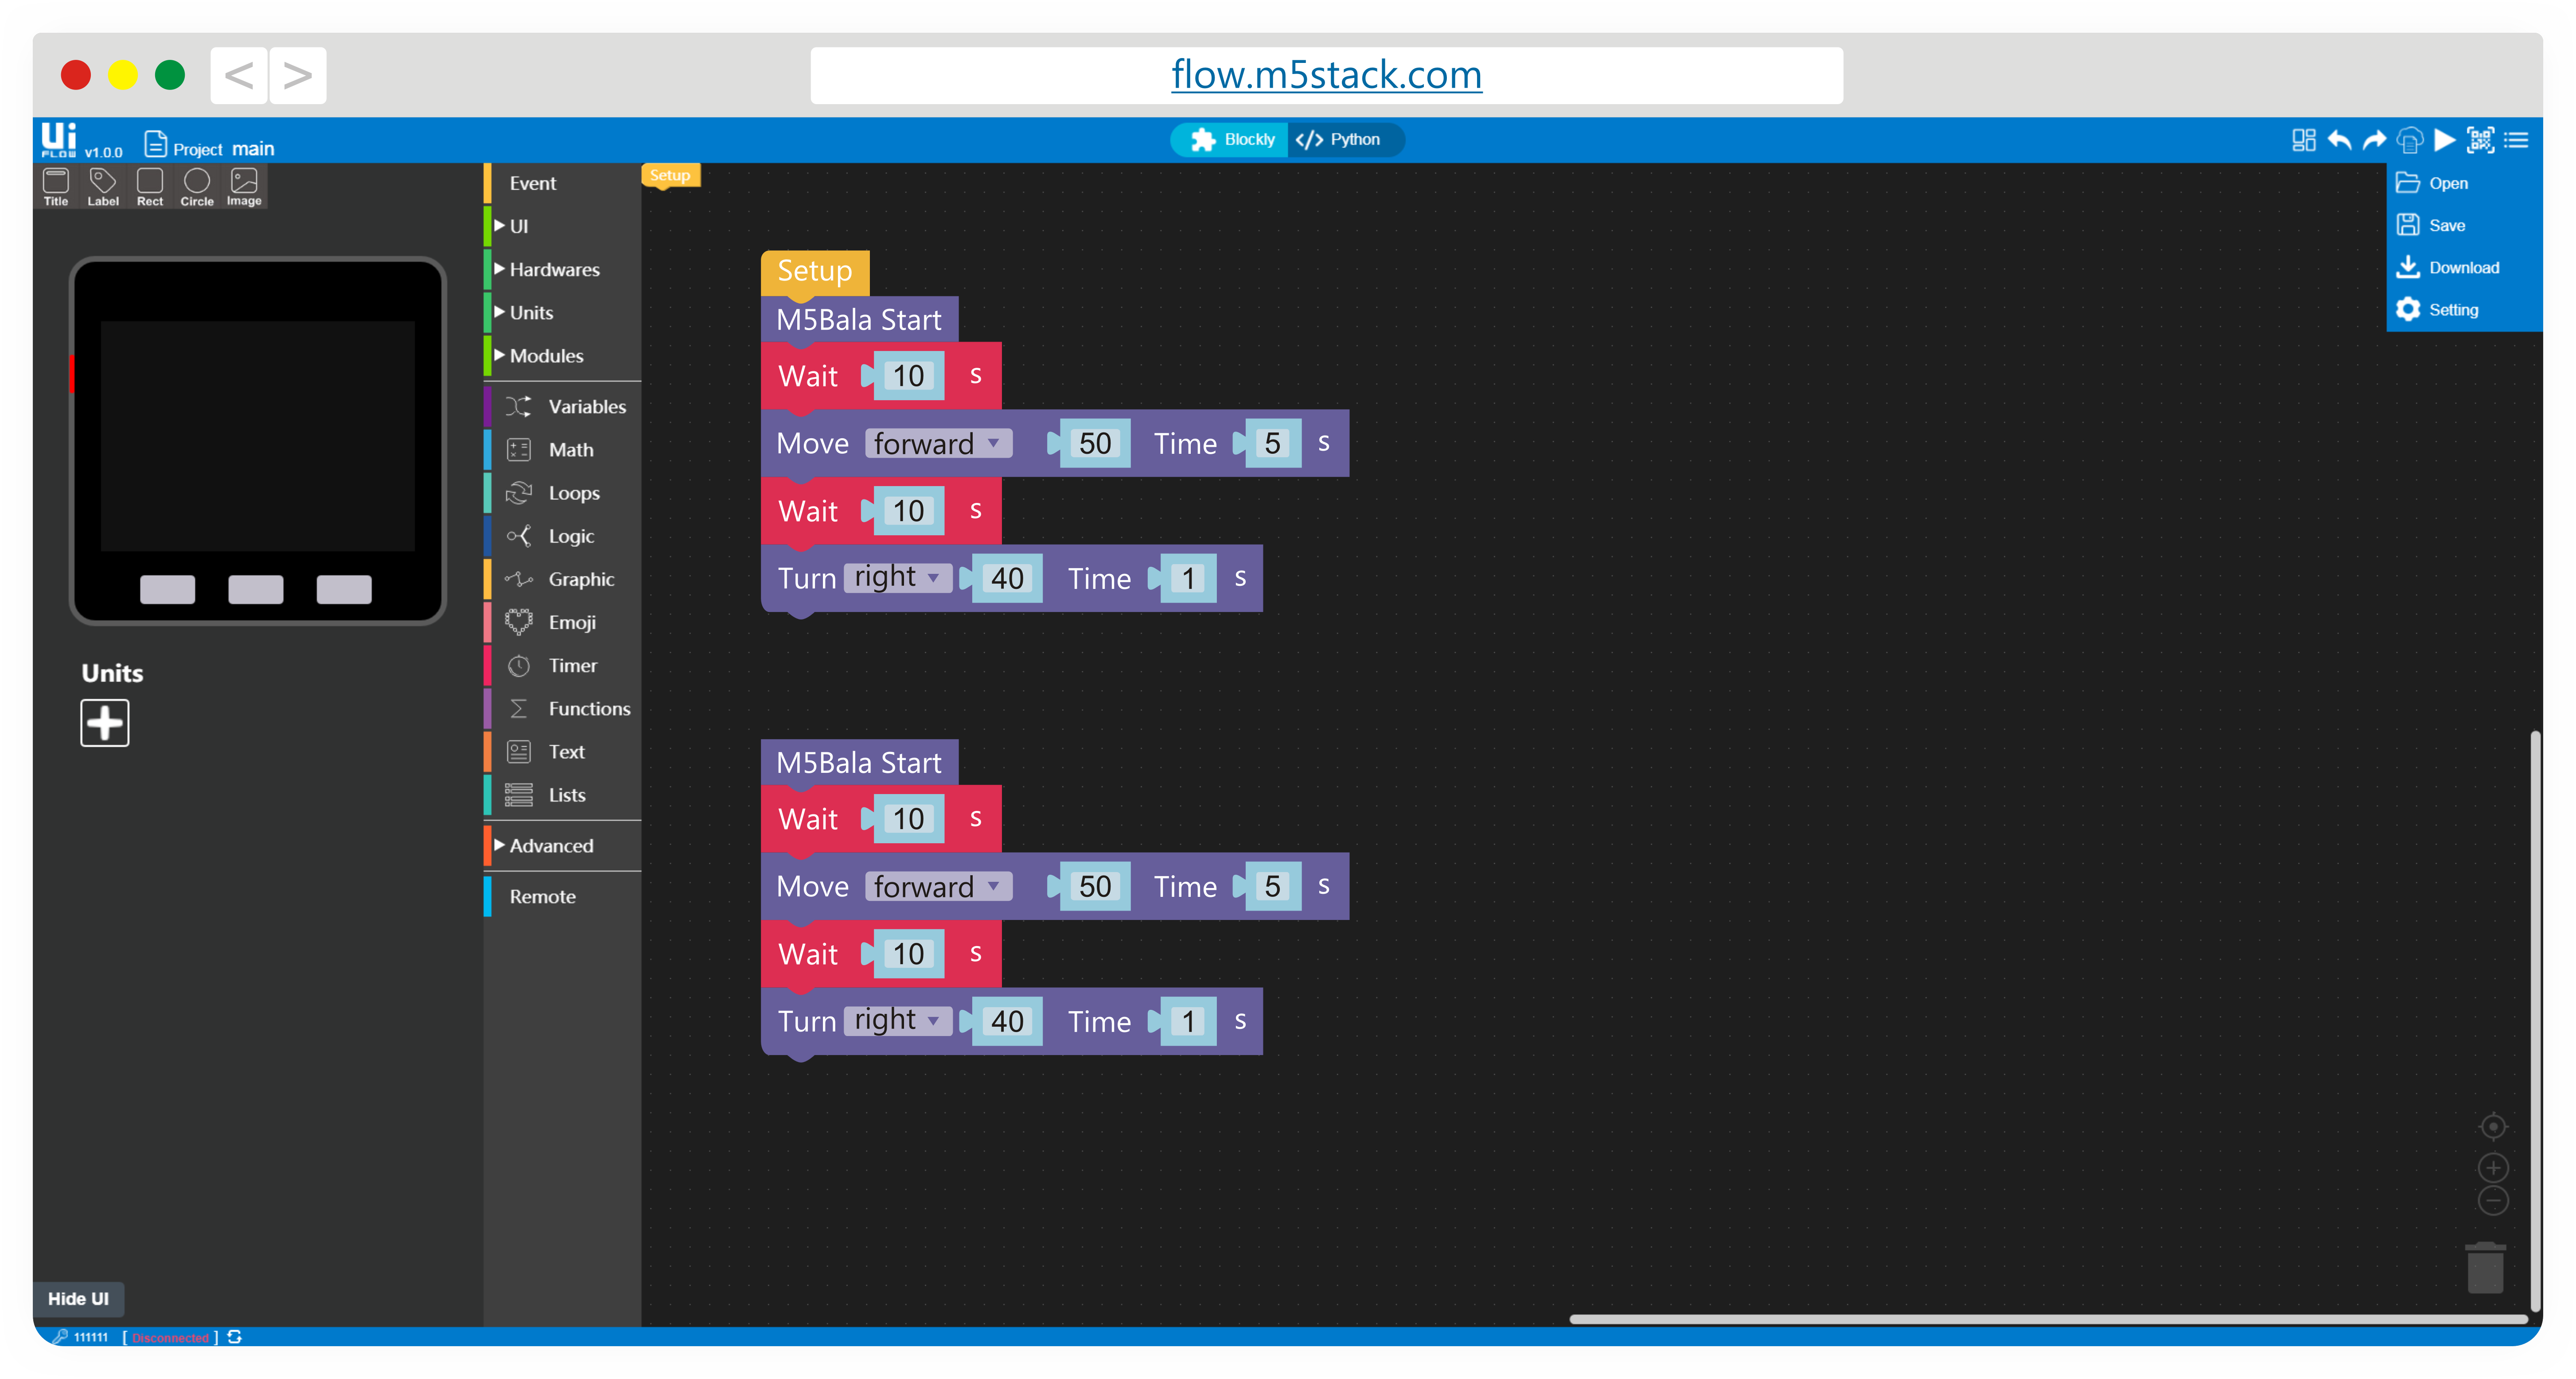 < >
flow.m5stack.com
Ui FLOW v1.0.0 Project main
Blockly </> Python
Title Label Rect Circle Image
Units
Hide UI
Event
UI
Hardwares
Units
Modules
Variables
Math
Loops
Logic
Graphic
Emoji
Timer
Functions
Text
Lists
Advanced
Remote
Setup
Setup
M5Bala Start
Wait 10 s
Move forward 50 Time 5 s
Wait 10 s
Turn right 40 Time 1 s
M5Bala Start
Wait 10 s
Move forward 50 Time 5 s
Wait 10 s
Turn right 40 Time 1 s
Open
Save
Download
Setting
111111 [ Disconnected ]